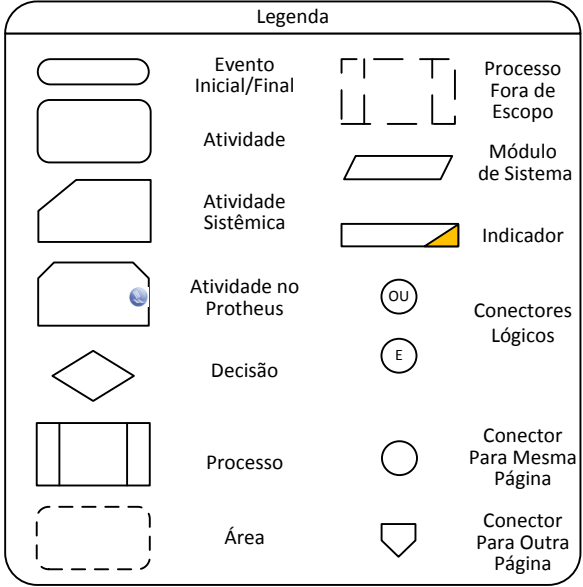 Legenda
Evento
Inicial/Final
Atividade
Atividade
Sistêmica
Atividade no
Protheus
Decisão
Processo
Área
Processo
Fora de
Escopo
Módulo
de Sistema
Indicador
OU
E
Conectores
Lógicos
Conector
Para Mesma
Página
Conector
Para Outra
Página